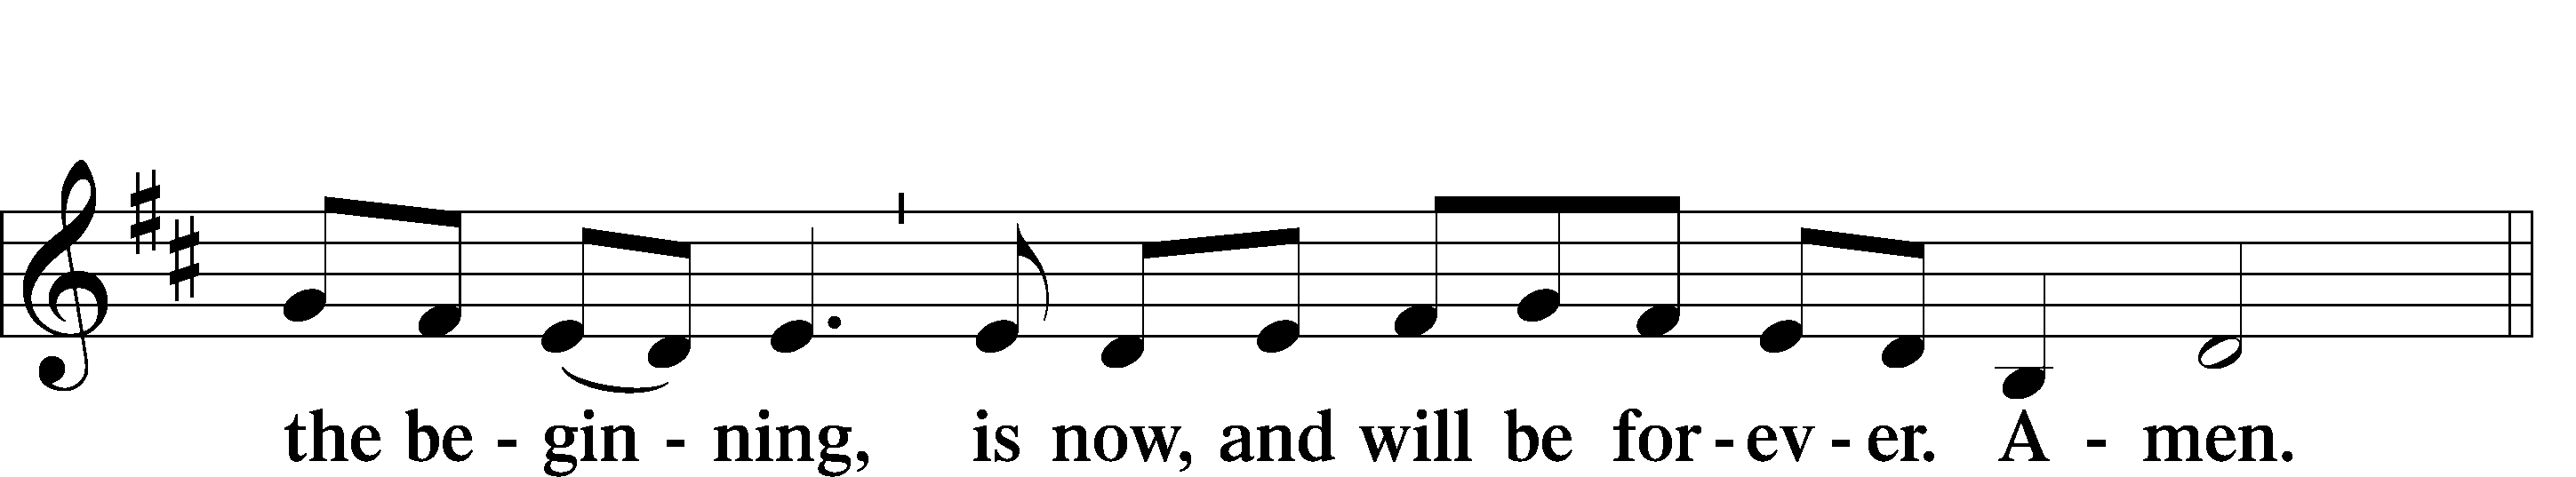 the be - gin - ning, is now, and will be for - ev - er. A - men.